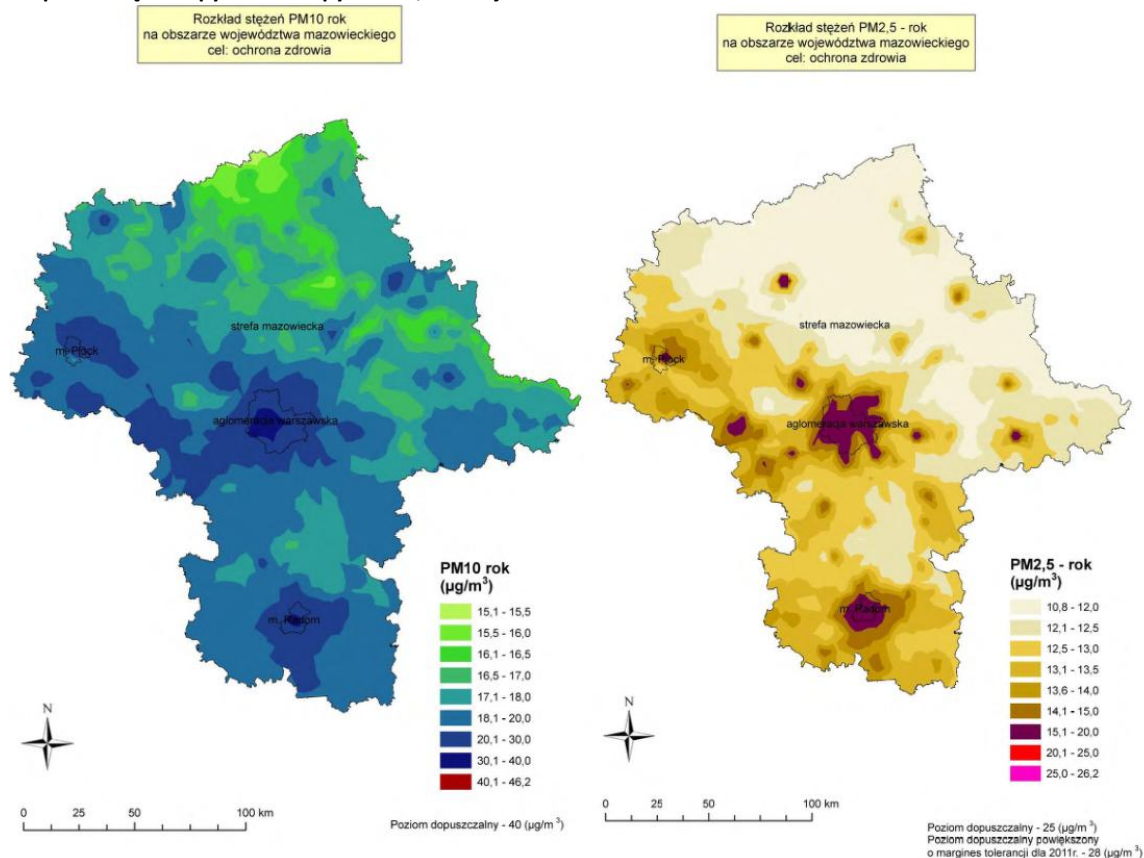 Rozkład stężeń PM10 rok
na obszarze województwa mazowieckiego
cel: ochrona zdrowia
strefa mazowiecka
m. Płock
aglomeracja warszawska
m. Radom
PM10 rok
(µg/m³)
15,1 - 15,5
15,5 - 16,0
16,1 - 16,5
16,5 - 17,0
17,1 - 18,0
18,1 - 20,0
20,1 - 30,0
30,1 - 40,0
40,1 - 46,2
N
0 25 50 100 km
Poziom dopuszczalny - 40 (µg/m³)
Rozkład stężeń PM2,5 - rok
na obszarze województwa mazowieckiego
cel: ochrona zdrowia
strefa mazowiecka
m. Płock
aglomeracja warszawska
m. Radom
PM2,5 - rok
(µg/m³)
10,8 - 12,0
12,1 - 12,5
12,5 - 13,0
13,1 - 13,5
13,6 - 14,0
14,1 - 15,0
15,1 - 20,0
20,1 - 25,0
25,0 - 26,2
N
0 25 50 100 km
Poziom dopuszczalny - 25 (µg/m³)
Poziom dopuszczalny powiększony
o margines tolerancji dla 2011r. - 28 (µg/m³)